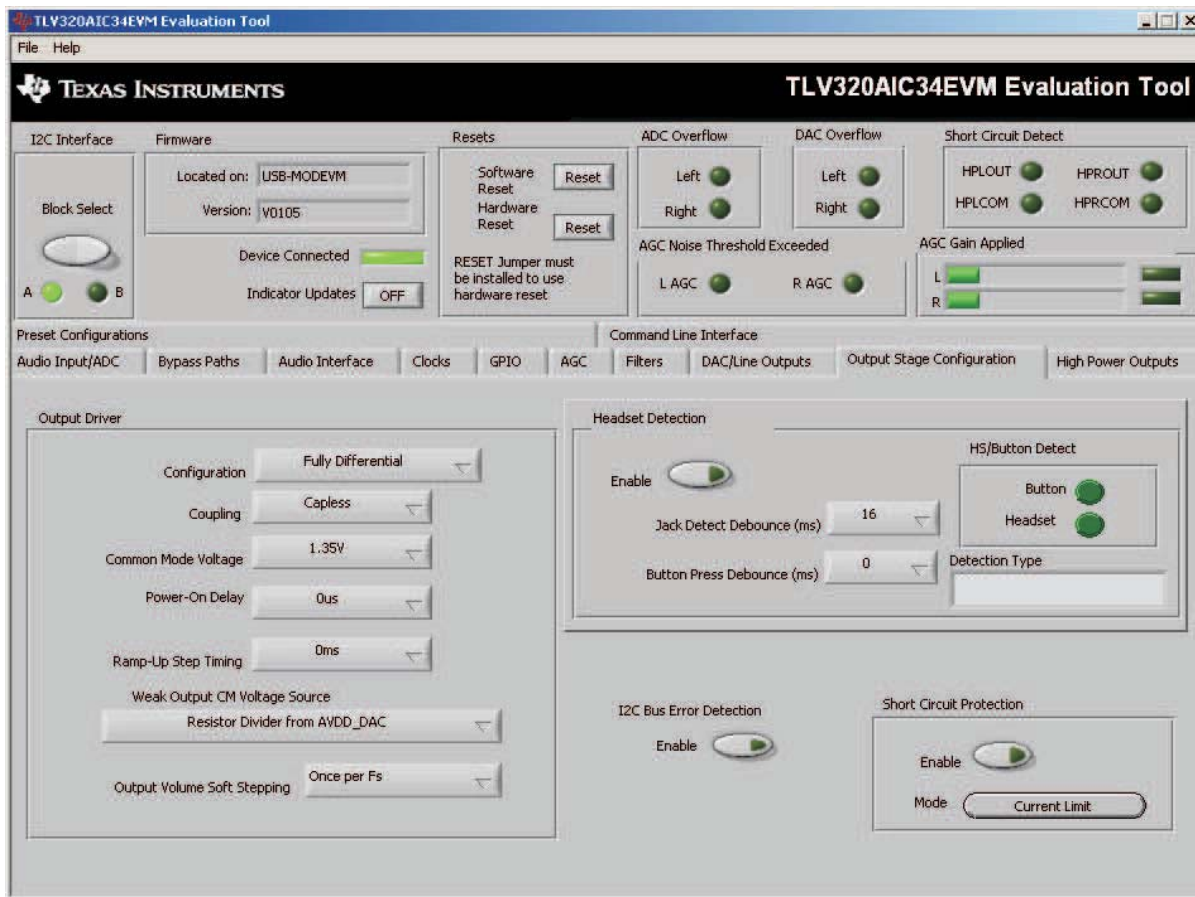 TLV320AIC34EVM Evaluation Tool
File Help
TEXAS INSTRUMENTS
TLV320AIC34EVM Evaluation Tool
I2C Interface
Block Select
A
B
Firmware
Located on: USB-MODEVM
Version: V0105
Device Connected
Indicator Updates OFF
Resets
Software
Reset
Reset
Hardware
Reset
Reset
RESET Jumper must
be installed to use
hardware reset
ADC Overflow
Left
Right
DAC Overflow
Left
Right
Short Circuit Detect
HPLOUT
HPROUT
HPLCOM
HPRCOM
AGC Noise Threshold Exceeded
L AGC
R AGC
AGC Gain Applied
L
R
Preset Configurations
Command Line Interface
Audio Input/ADC
Bypass Paths
Audio Interface
Clocks
GPIO
AGC
Filters
DAC/Line Outputs
Output Stage Configuration
High Power Outputs
Output Driver
Configuration Fully Differential
Coupling Capless
Common Mode Voltage 1.35V
Power-On Delay 0us
Ramp-Up Step Timing 0ms
Weak Output CM Voltage Source
Resistor Divider from AVDD_DAC
Output Volume Soft Stepping Once per Fs
Headset Detection
Enable
Jack Detect Debounce (ms) 16
Button Press Debounce (ms) 0
HS/Button Detect
Button
Headset
Detection Type
I2C Bus Error Detection
Enable
Short Circuit Protection
Enable
Mode Current Limit